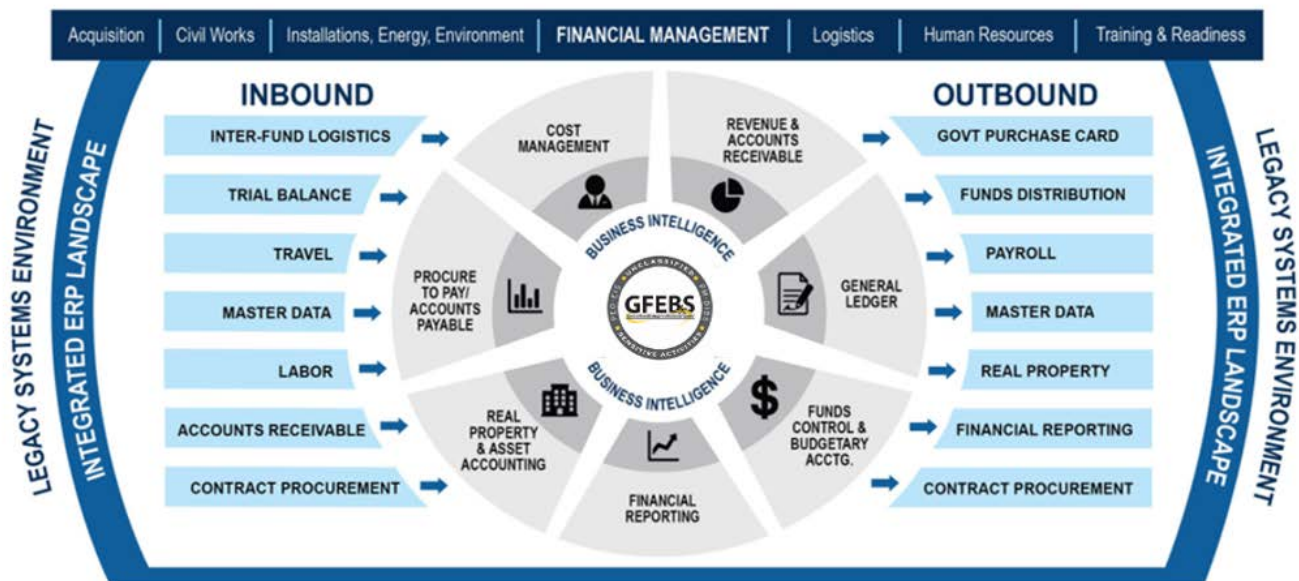 Acquisition | Civil Works | Installations, Energy, Environment | FINANCIAL MANAGEMENT | Logistics | Human Resources | Training & Readiness
LEGACY SYSTEMS ENVIRONMENT
INTEGRATED ERP LANDSCAPE
INBOUND
INTER-FUND LOGISTICS
TRIAL BALANCE
TRAVEL
MASTER DATA
LABOR
ACCOUNTS RECEIVABLE
CONTRACT PROCUREMENT
COST
MANAGEMENT
REVENUE &
ACCOUNTS
RECEIVABLE
PROCURE
TO PAY/
ACCOUNTS
PAYABLE
GENERAL
LEDGER
REAL
PROPERTY
& ASSET
ACCOUNTING
FINANCIAL
REPORTING
FUNDS
CONTROL &
BUDGETARY
ACCTG.
BUSINESS INTELLIGENCE
UNCLASSIFIED
GFEBS
SENSITIVE ACTIVITIES
BUSINESS INTELLIGENCE
OUTBOUND
GOVT PURCHASE CARD
FUNDS DISTRIBUTION
PAYROLL
MASTER DATA
REAL PROPERTY
FINANCIAL REPORTING
CONTRACT PROCUREMENT
INTEGRATED ERP LANDSCAPE
LEGACY SYSTEMS ENVIRONMENT